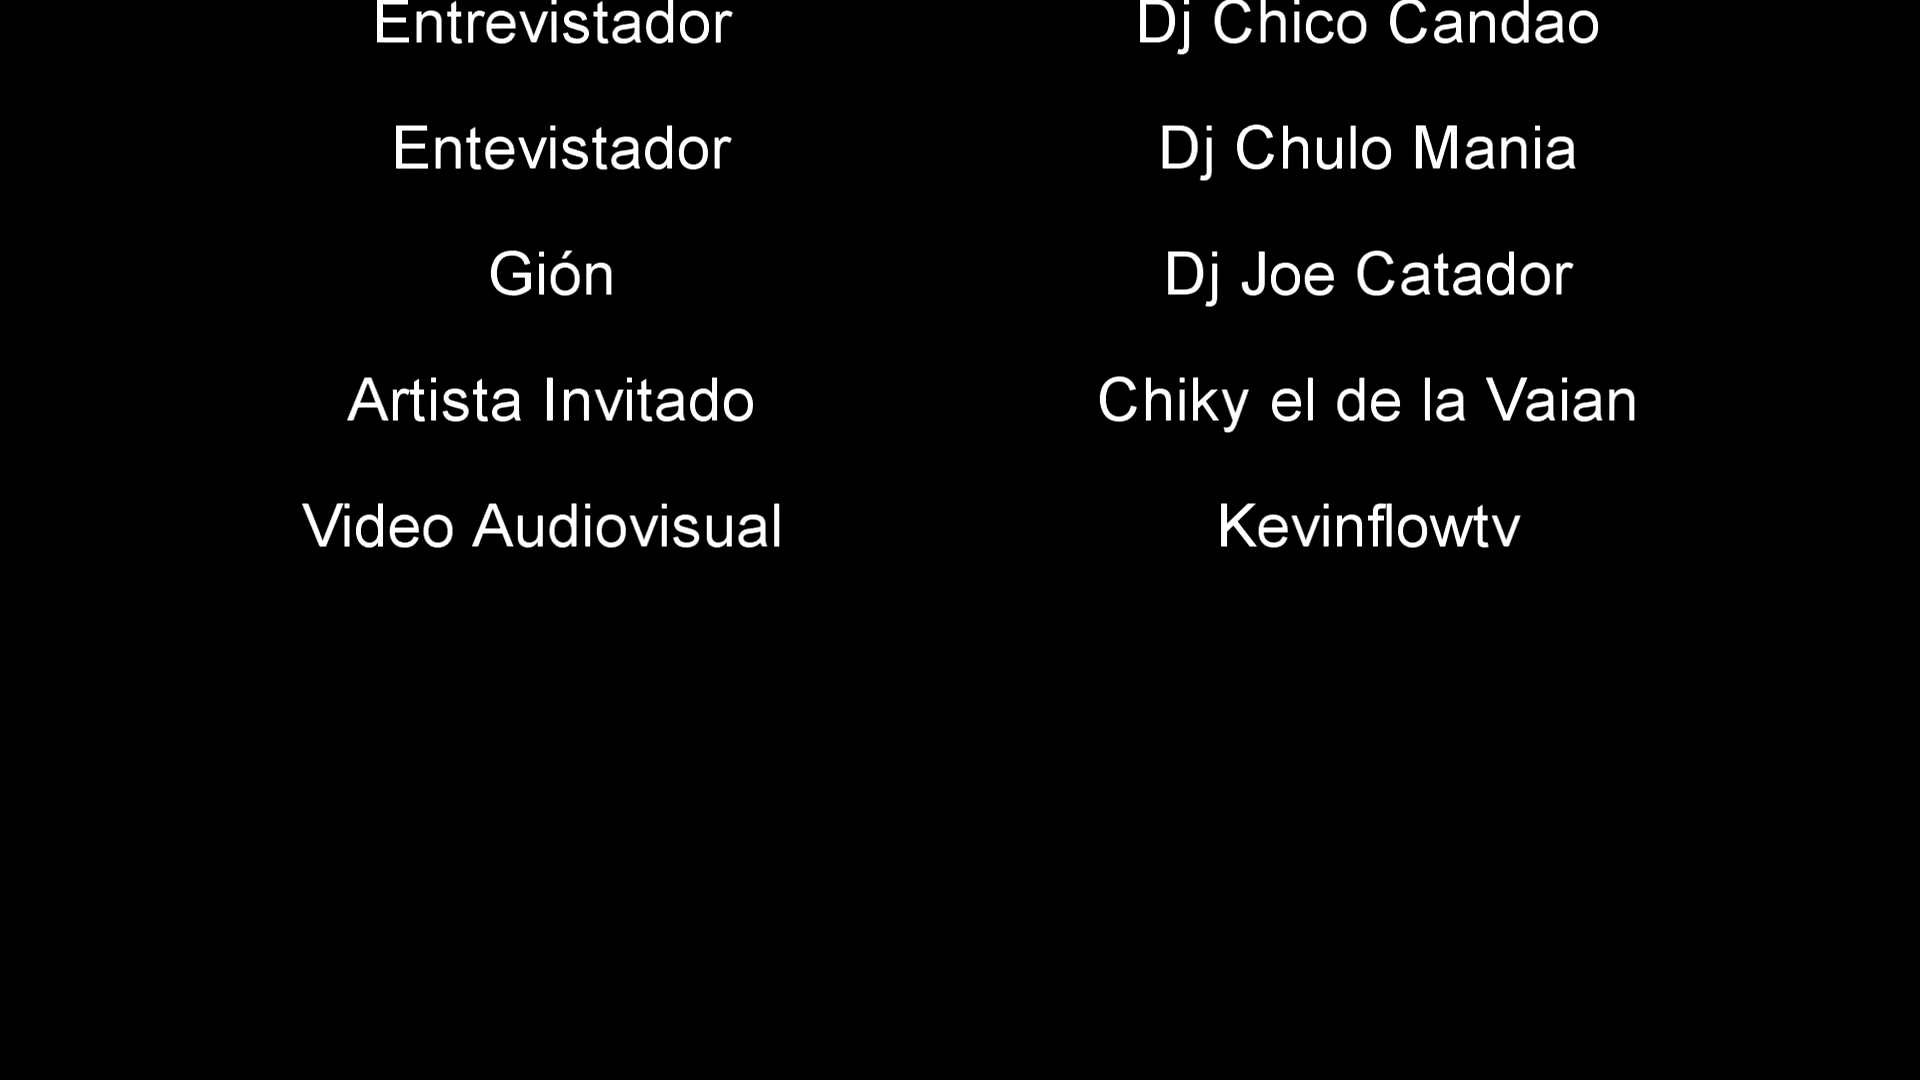 Entrevistador Dj Chico Candao
Entevistador Dj Chulo Mania
Gión Dj Joe Catador
Artista Invitado Chiky el de la Vaian
Video Audiovisual Kevinflowtv